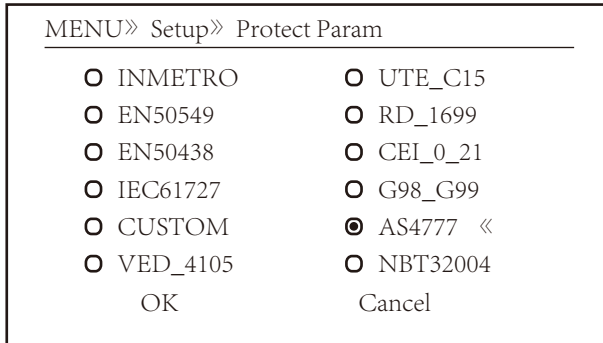 MENU》 Setup》 Protect Param
INMETRO UTE_C15
EN50549 RD_1699
EN50438 CEI_0_21
IEC61727 G98_G99
CUSTOM AS4777 《
VED_4105 NBT32004
OK Cancel